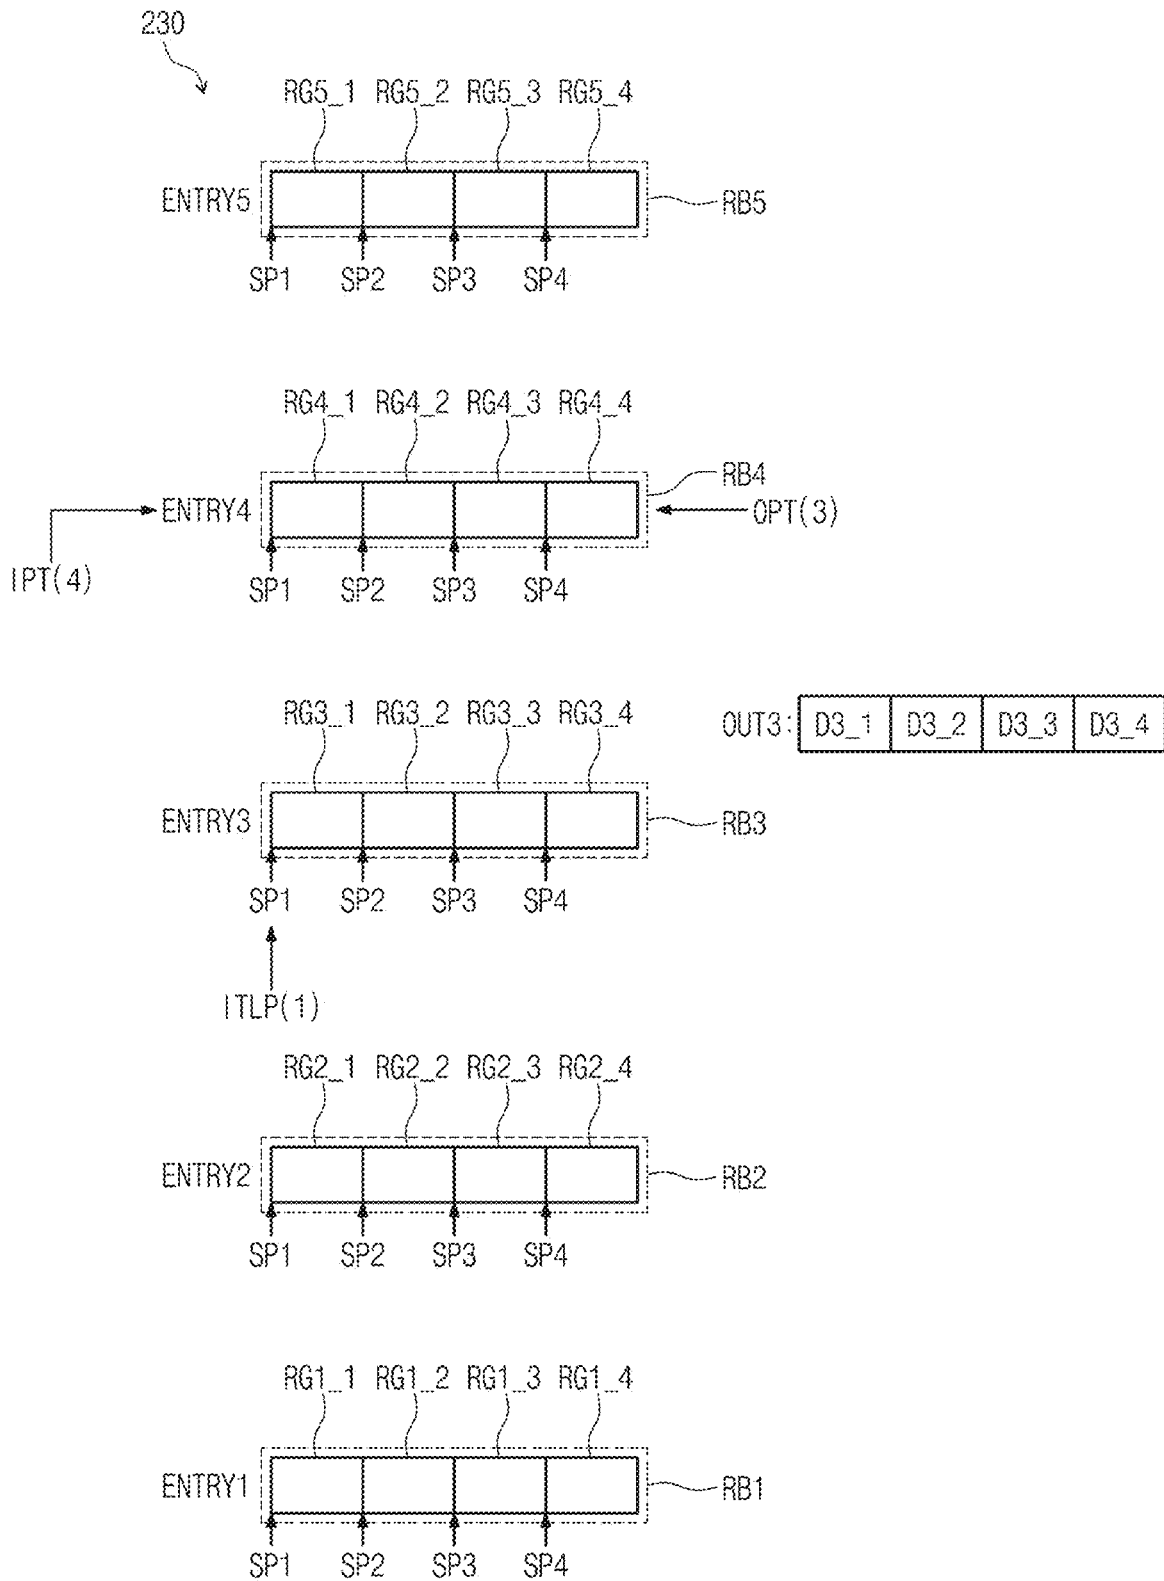 230
RG5_1 RG5_2 RG5_3 RG5_4
ENTRY5 RB5
SP1 SP2 SP3 SP4
RG4_1 RG4_2 RG4_3 RG4_4
RB4
ENTRY4 OPT(3)
IPT(4)
SP1 SP2 SP3 SP4
RG3_1 RG3_2 RG3_3 RG3_4
OUT3: D3_1 D3_2 D3_3 D3_4
ENTRY3 RB3
SP1 SP2 SP3 SP4
ITLP(1)
RG2_1 RG2_2 RG2_3 RG2_4
ENTRY2 RB2
SP1 SP2 SP3 SP4
RG1_1 RG1_2 RG1_3 RG1_4
ENTRY1 RB1
SP1 SP2 SP3 SP4